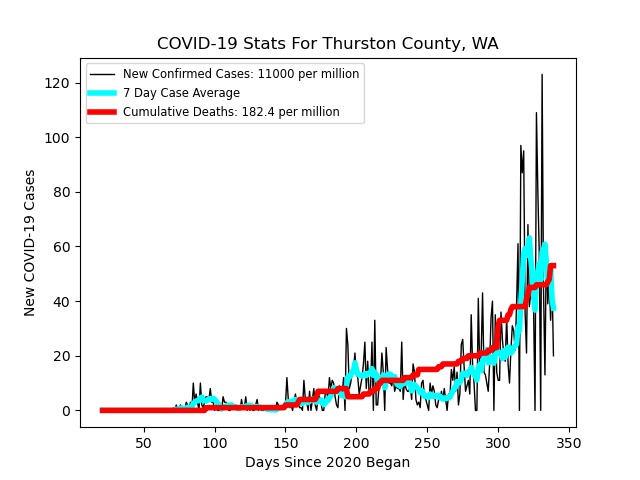 COVID-19 Stats For Thurston County, WA
New Confirmed Cases: 11000 per million
7 Day Case Average
Cumulative Deaths: 182.4 per million
New COVID-19 Cases
120
100
80
60
40
20
0
50 100 150 200 250 300 350
Days Since 2020 Began